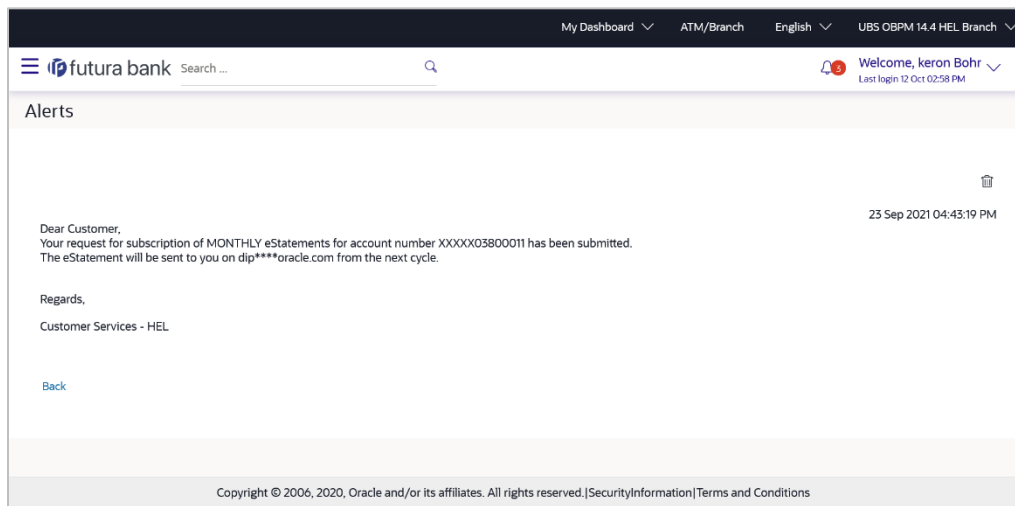 My Dashboard ATM/Branch English UBS OBPM 14.4 HEL Branch
futura bank Search ... 3 Welcome, keron Bohr
Last login 12 Oct 02:58 PM
Alerts
23 Sep 2021 04:43:19 PM
Dear Customer,
Your request for subscription of MONTHLY eStatements for account number XXXXX03800011 has been submitted.
The eStatement will be sent to you on dip****oracle.com from the next cycle.
Regards,
Customer Services - HEL
Back
Copyright © 2006, 2020, Oracle and/or its affiliates. All rights reserved.|SecurityInformation|Terms and Conditions